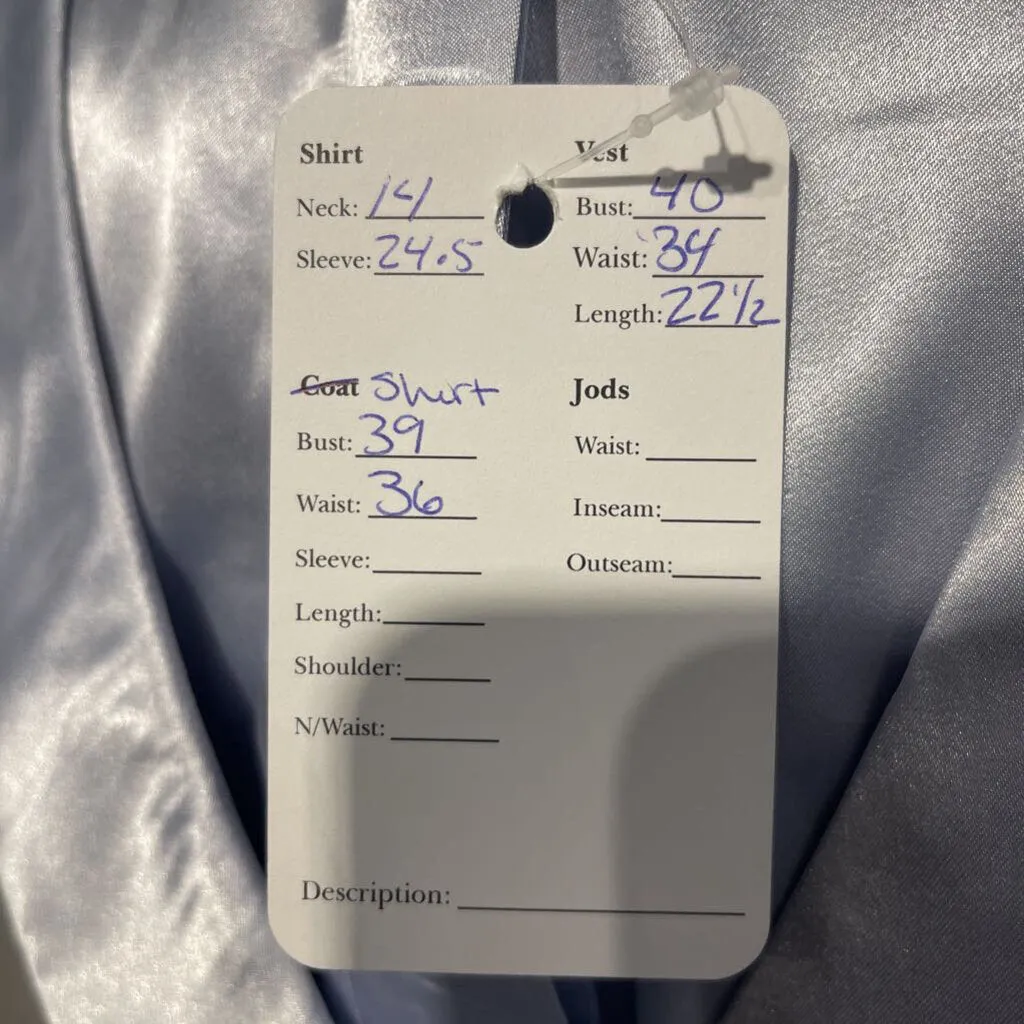 Shirt
Neck: 14
Sleeve: 24.5
Vest
Bust: 40
Waist: 34
Length: 22 1/2
Coat Shirt
Bust: 39
Waist: 36
Sleeve:
Length:
Shoulder:
N/Waist:
Jods
Waist:
Inseam:
Outseam:
Description: